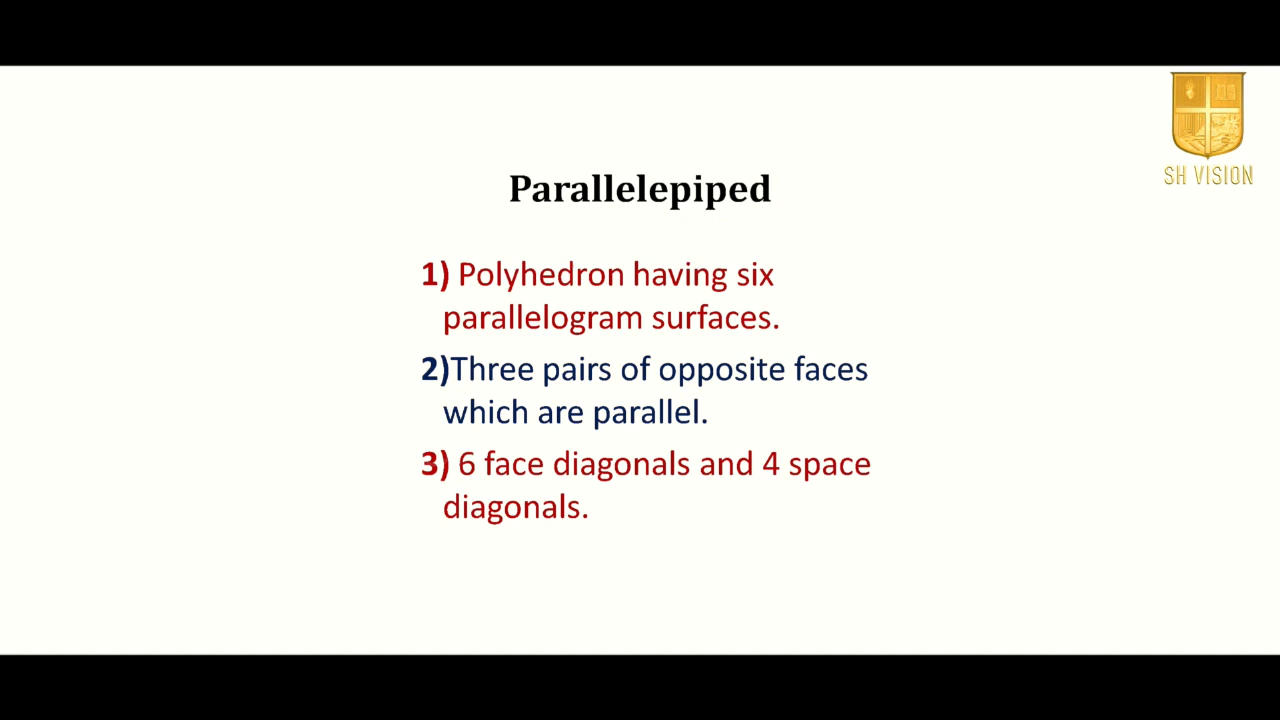 SH VISION
Parallelepiped
1) Polyhedron having six
parallelogram surfaces.
2)Three pairs of opposite faces
which are parallel.
3) 6 face diagonals and 4 space
diagonals.